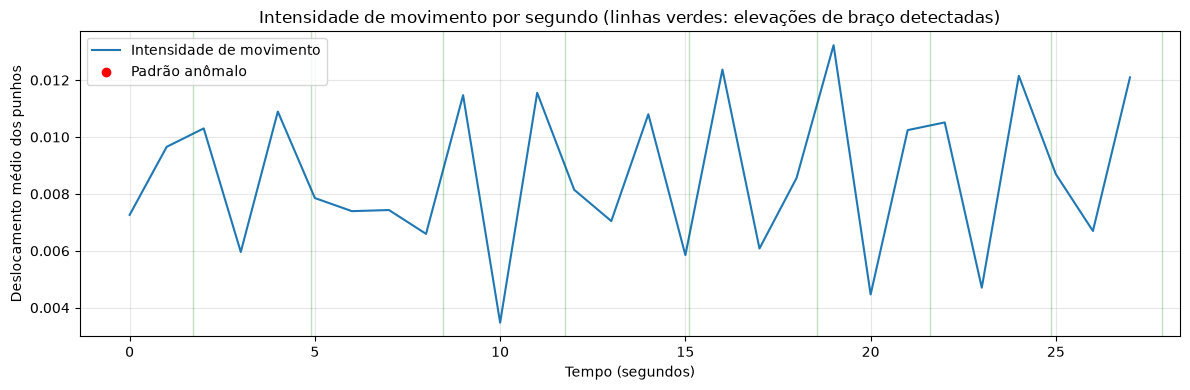 Intensidade de movimento por segundo (linhas verdes: elevações de braço detectadas)
Intensidade de movimento
Padrão anômalo
Deslocamento médio dos punhos
0.012
0.010
0.008
0.006
0.004
0 5 10 15 20 25
Tempo (segundos)